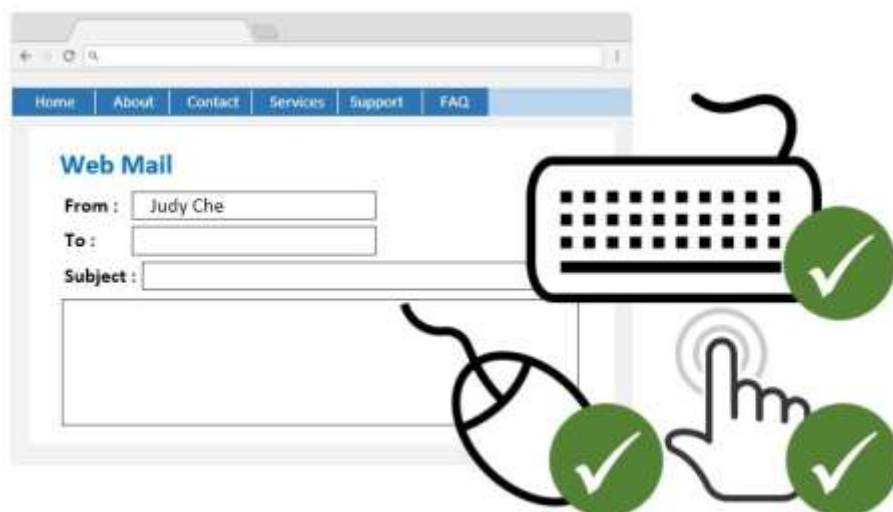 Home About Contact Services Support FAQ
Web Mail
From : Judy Che
To :
Subject :